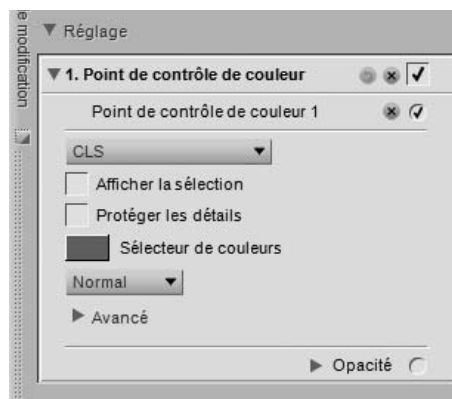 e modification
Réglage
1. Point de contrôle de couleur
Point de contrôle de couleur 1
CLS
Afficher la sélection
Protéger les détails
Sélecteur de couleurs
Normal
Avancé
Opacité